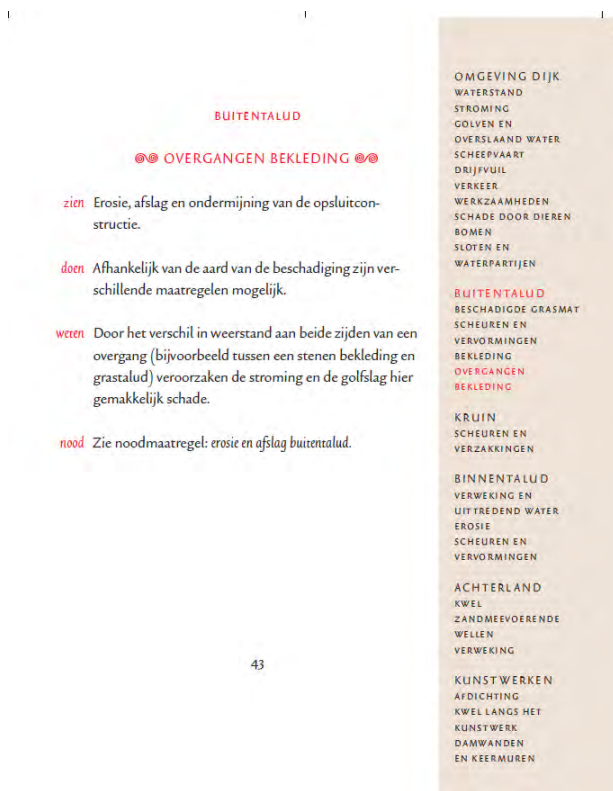 BUITENTALUD
OVERGANGEN BEKLEDING
zien Erosie, afslag en ondermijning van de opsluitcon-
structie.
doen Afhankelijk van de aard van de beschadiging zijn ver-
schillende maatregelen mogelijk.
weten Door het verschil in weerstand aan beide zijden van een
overgang (bijvoorbeeld tussen een stenen bekleding en
grastalud) veroorzaken de stroming en de golfslag hier
gemakkelijk schade.
nood Zie noodmaatregel: erosie en afslag buitentalud.
43
OMGEVING DIJK
WATERSTAND
STROMING
GOLVEN EN
OVERSLAAND WATER
SCHEEPVAART
DRIJFVUIL
VERKEER
WERKZAAMHEDEN
SCHADE DOOR DIEREN
BOMEN
SLOTEN EN
WATERPARTIJEN
BUITENTALUD
BESCHADIGDE GRASMAT
SCHEUREN EN
VERVORMINGEN
BEKLEDING
OVERGANGEN
BEKLEDING
KRUIN
SCHEUREN EN
VERZAKKINGEN
BINNENTALUD
VERWEKING EN
UITTREDEND WATER
EROSIE
SCHEUREN EN
VERVORMINGEN
ACHTERLAND
KWEL
ZANDMEEVOERENDE
WELLEN
VERWEKING
KUNSTWERKEN
AFDICHTING
KWEL LANGS HET
KUNSTWERK
DAMWANDEN
EN KEERMUREN